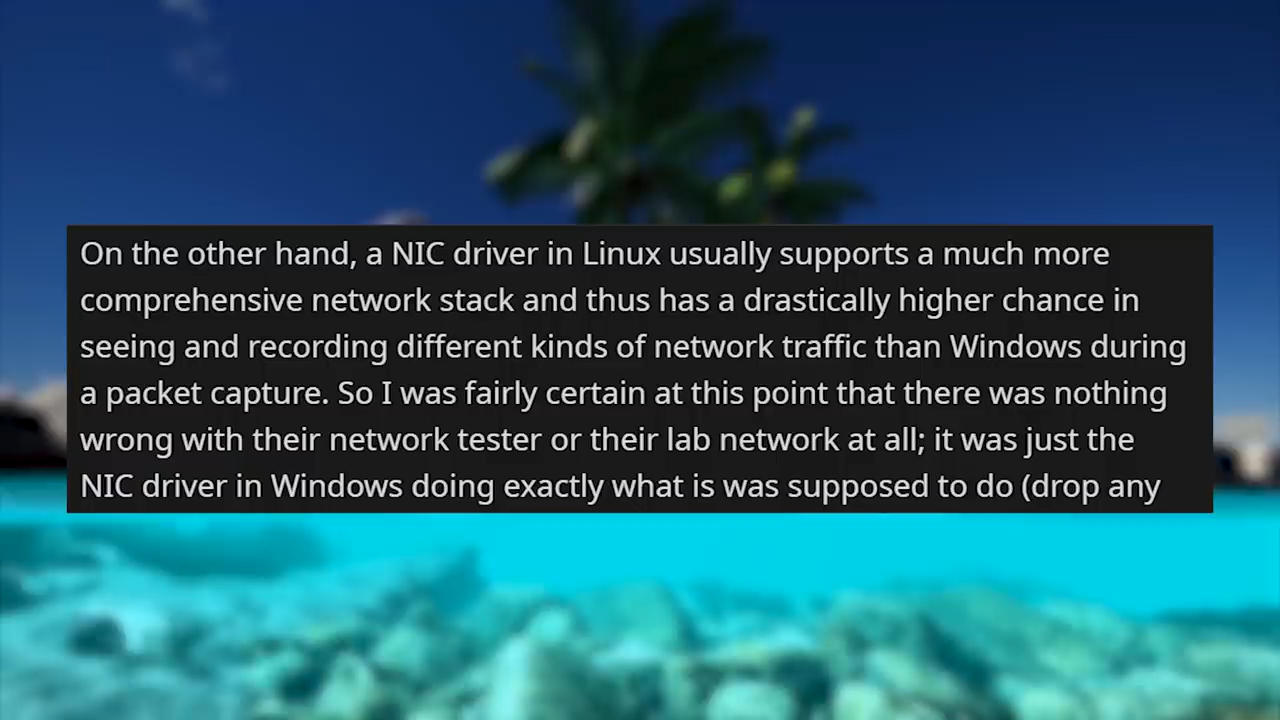 On the other hand, a NIC driver in Linux usually supports a much more
comprehensive network stack and thus has a drastically higher chance in
seeing and recording different kinds of network traffic than Windows during
a packet capture. So I was fairly certain at this point that there was nothing
wrong with their network tester or their lab network at all; it was just the
NIC driver in Windows doing exactly what is was supposed to do (drop any